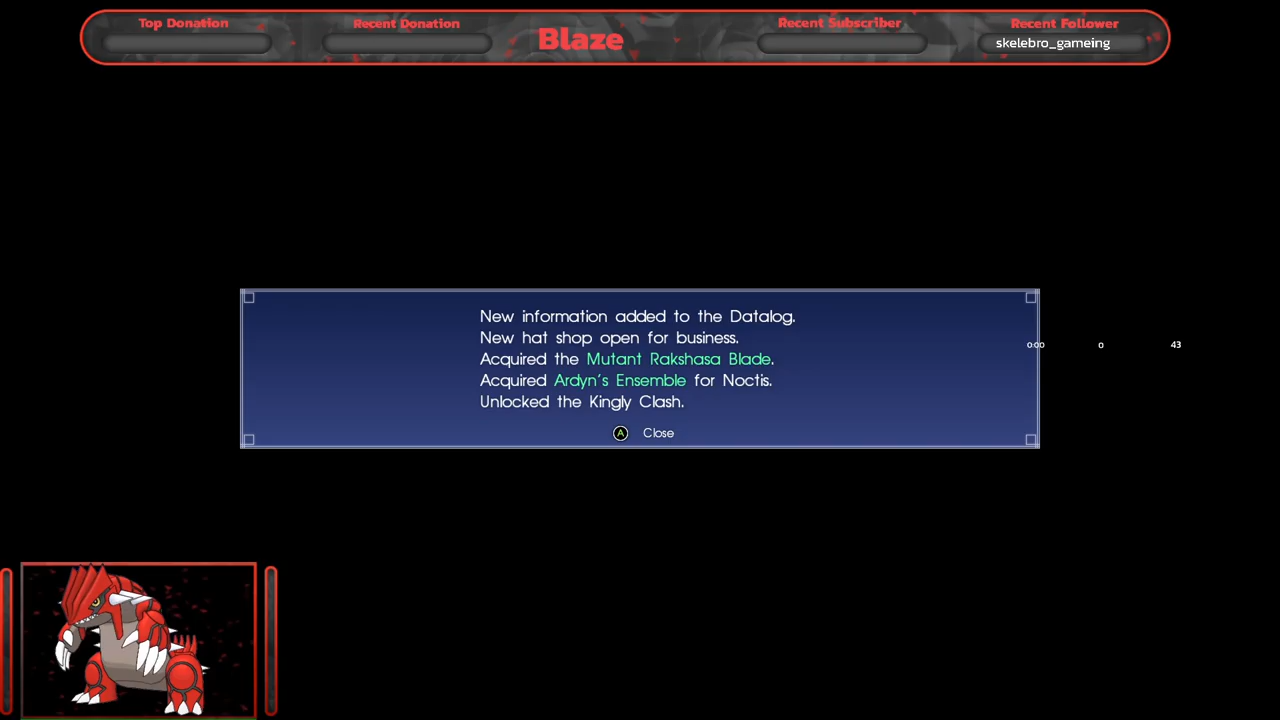 Top Donation
Recent Donation
Blaze
Recent Subscriber
Recent Follower
skelebro_gameing
New information added to the Datalog.
New hat shop open for business.
Acquired the Mutant Rakshasa Blade.
Acquired Ardyn's Ensemble for Noctis.
Unlocked the Kingly Clash.
A Close
0:00 0 43